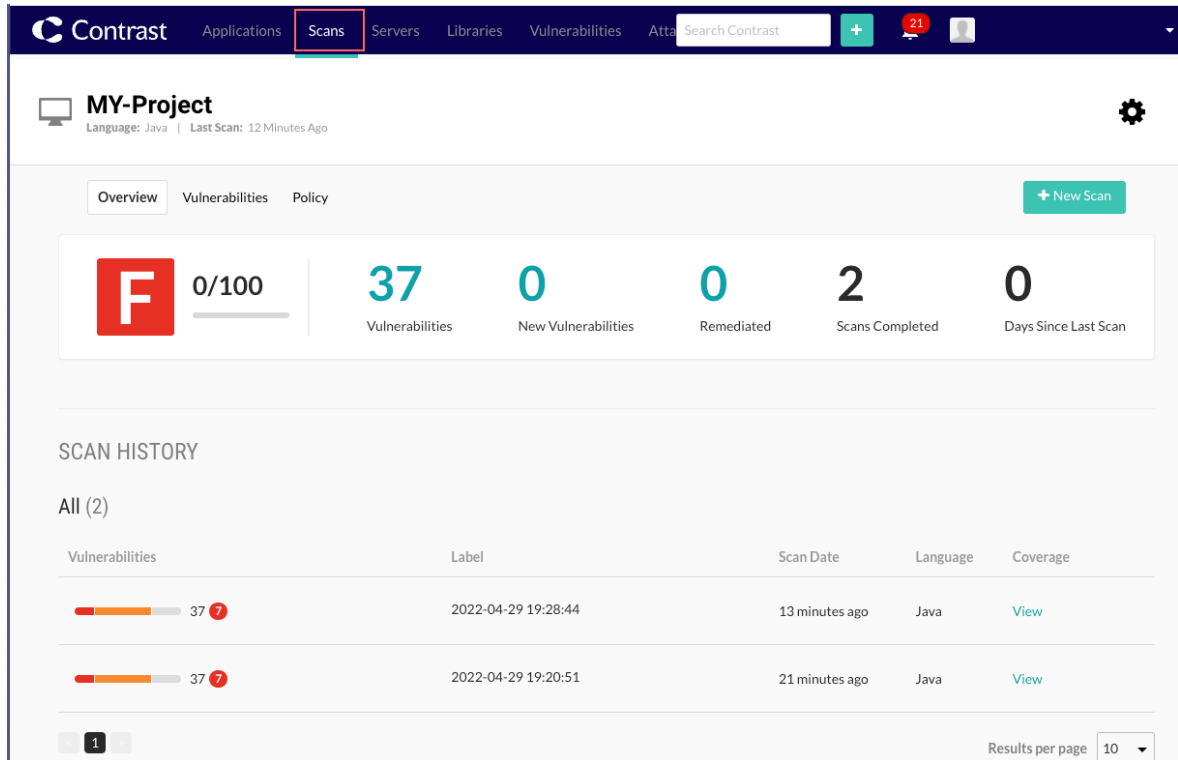 Contrast Applications Scans Servers Libraries Vulnerabilities Atta Search Contrast + 21
MY-Project
Language: Java | Last Scan: 12 Minutes Ago
Overview Vulnerabilities Policy + New Scan
F 0/100 37 0 0 2 0
Vulnerabilities New Vulnerabilities Remediated Scans Completed Days Since Last Scan
SCAN HISTORY
All (2)
Vulnerabilities Label Scan Date Language Coverage
37 7 2022-04-29 19:28:44 13 minutes ago Java View
37 7 2022-04-29 19:20:51 21 minutes ago Java View
1 Results per page 10